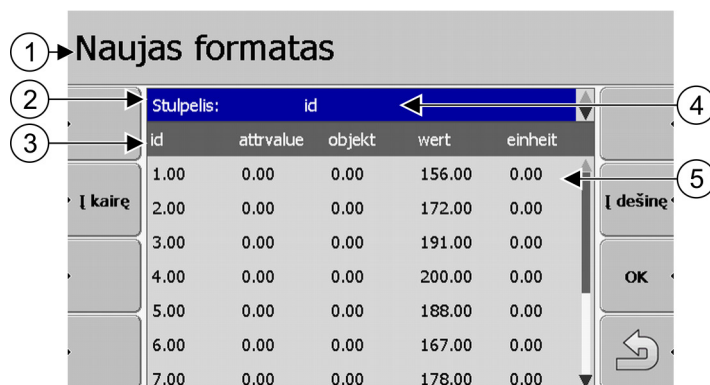 1 Naujas formatas
2 Stulpelis: id 4
3 id attrvalue objekt wert einheit
1.00 0.00 0.00 156.00 0.00 5
Į kairę 2.00 0.00 0.00 172.00 0.00 Į dešinę
3.00 0.00 0.00 191.00 0.00
4.00 0.00 0.00 200.00 0.00 OK
5.00 0.00 0.00 188.00 0.00
6.00 0.00 0.00 167.00 0.00
7.00 0.00 0.00 178.00 0.00